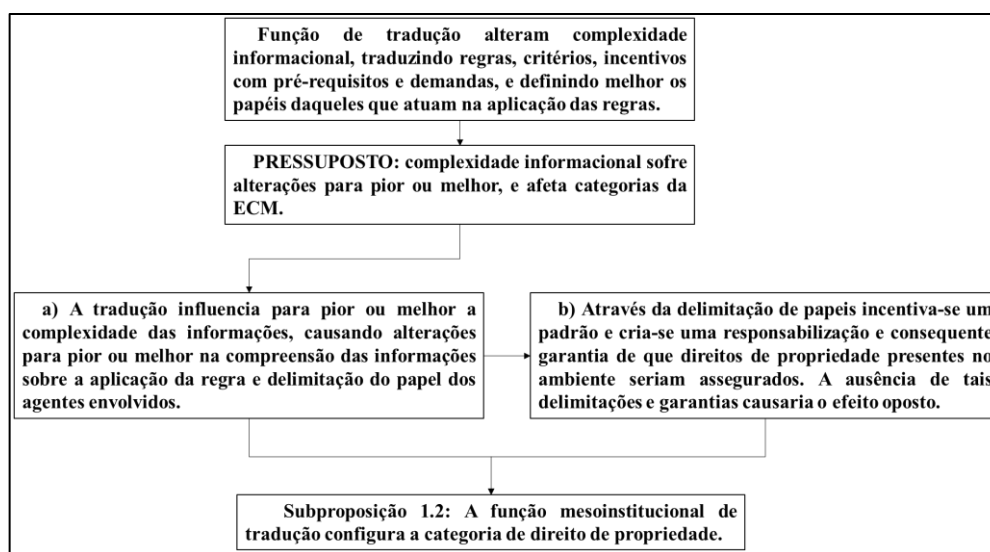 Função de tradução alteram complexidade
informacional, traduzindo regras, critérios, incentivos
com pré-requisitos e demandas, e definindo melhor os
papéis daqueles que atuam na aplicação das regras.
PRESSUPOSTO: complexidade informacional sofre
alterações para pior ou melhor, e afeta categorias da
ECM.
a) A tradução influencia para pior ou melhor a
complexidade das informações, causando alterações
para pior ou melhor na compreensão das informações
sobre a aplicação da regra e delimitação do papel dos
agentes envolvidos.
b) Através da delimitação de papeis incentiva-se um
padrão e cria-se uma responsabilização e consequente
garantia de que direitos de propriedade presentes no
ambiente seriam assegurados. A ausência de tais
delimitações e garantias causaria o efeito oposto.
Subproposição 1.2: A função mesoinstitucional de
tradução configura a categoria de direito de propriedade.